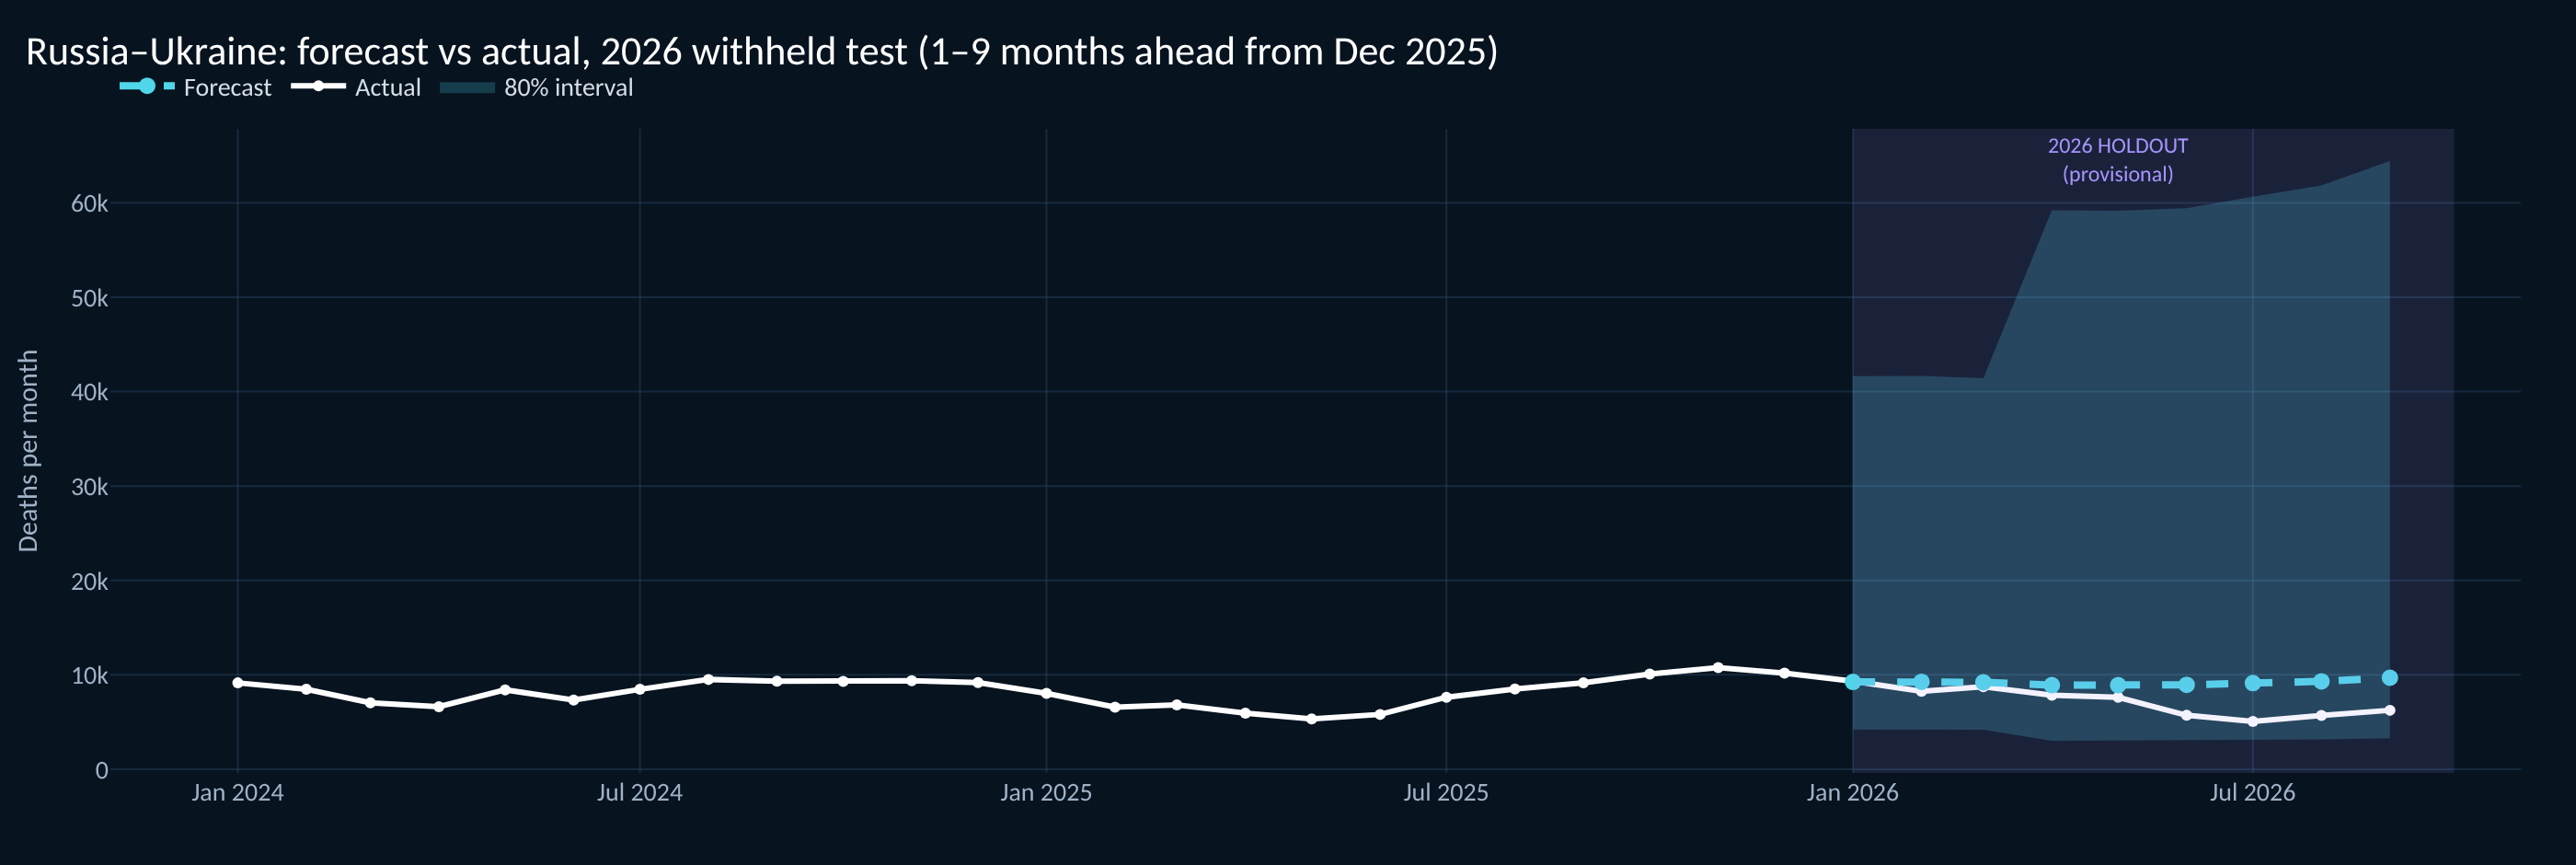 Russia–Ukraine: forecast vs actual, 2026 withheld test (1–9 months ahead from Dec 2025)
Forecast Actual 80% interval
2026 HOLDOUT
(provisional)
Deaths per month
60k
50k
40k
30k
20k
10k
0
Jan 2024 Jul 2024 Jan 2025 Jul 2025 Jan 2026 Jul 2026